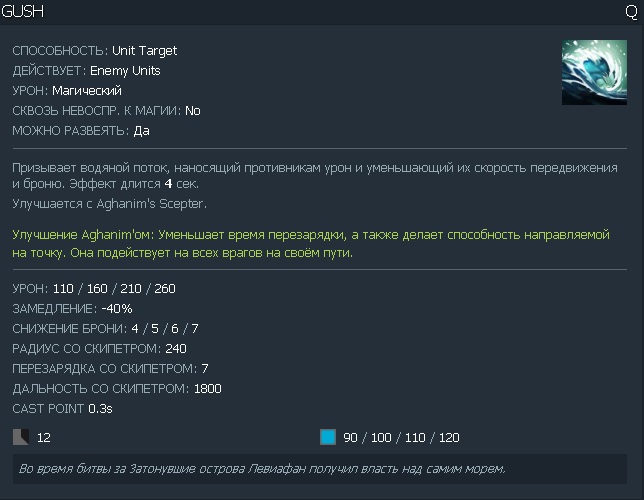 GUSH Q
СПОСОБНОСТЬ: Unit Target
ДЕЙСТВУЕТ: Enemy Units
УРОН: Магический
СКВОЗЬ НЕВОСПР. К МАГИИ: No
МОЖНО РАЗВЕЯТЬ: Да
Призывает водяной поток, наносящий противникам урон и уменьшающий их скорость передвижения
и броню. Эффект длится 4 сек.
Улучшается с Aghanim's Scepter.
Улучшение Aghanim'ом: Уменьшает время перезарядки, а также делает способность направляемой
на точку. Она подействует на всех врагов на своём пути.
УРОН: 110 / 160 / 210 / 260
ЗАМЕДЛЕНИЕ: -40%
СНИЖЕНИЕ БРОНИ: 4 / 5 / 6 / 7
РАДИУС СО СКИПЕТРОМ: 240
ПЕРЕЗАРЯДКА СО СКИПЕТРОМ: 7
ДАЛЬНОСТЬ СО СКИПЕТРОМ: 1800
CAST POINT 0.3s
12 90 / 100 / 110 / 120
Во время битвы за Затонувшие острова Левиафан получил власть над самим морем.